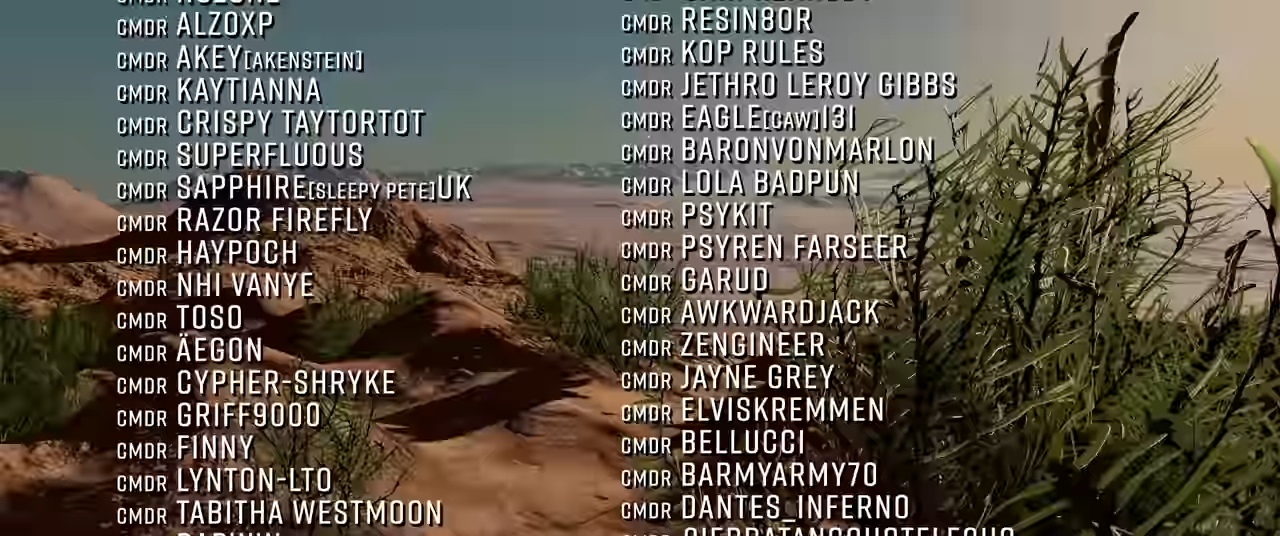 CMDR ALZOXP
CMDR AKEY[AKENSTEIN]
CMDR KAYTIANNA
CMDR CRISPY TAYTORTOT
CMDR SUPERFLUOUS
CMDR SAPPHIRE[SLEEPY PETE]UK
CMDR RAZOR FIREFLY
CMDR HAYPOCH
CMDR NHI VANYE
CMDR TOSO
CMDR ÄEGON
CMDR CYPHER-SHRYKE
CMDR GRIFF9000
CMDR FINNY
CMDR LYNTON-LTO
CMDR TABITHA WESTMOON
CMDR RESIN8OR
CMDR KOP RULES
CMDR JETHRO LEROY GIBBS
CMDR EAGLE[GAW]131
CMDR BARONVONMARLON
CMDR LOLA BADPUN
CMDR PSYKIT
CMDR PSYREN FARSEER
CMDR GARUD
CMDR AWKWARDJACK
CMDR ZENGINEER
CMDR JAYNE GREY
CMDR ELVISKREMMEN
CMDR BELLUCCI
CMDR BARMYARMY70
CMDR DANTES_INFERNO